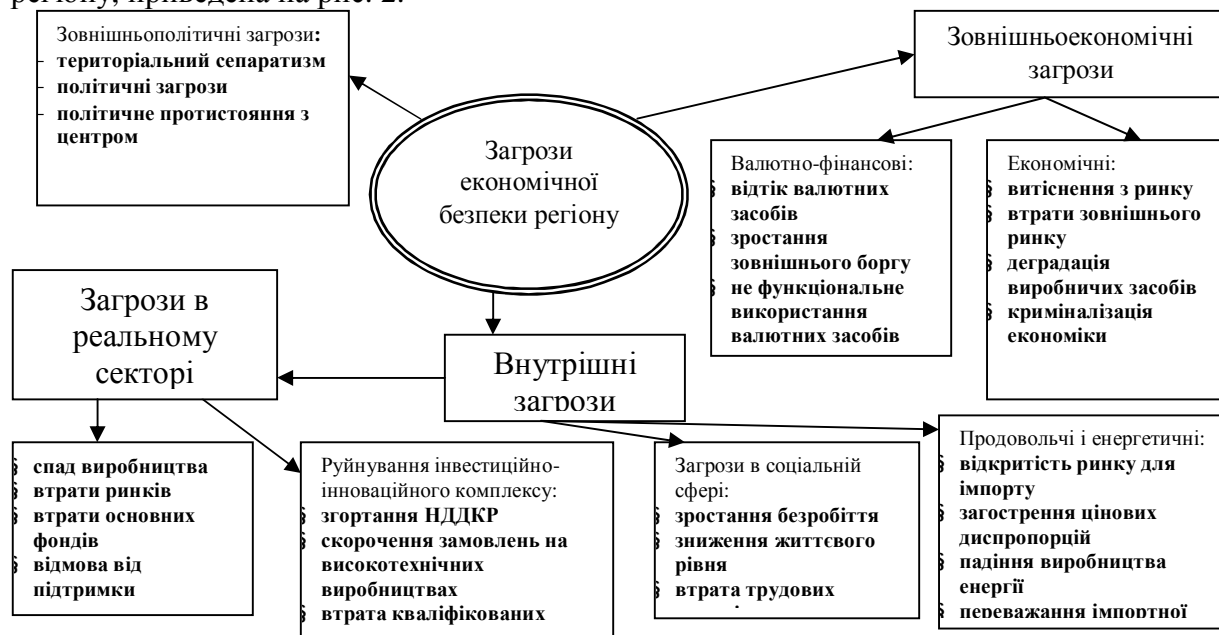 регіону, приведена на рис. 2.
Зовнішньополітичні загрози:
- територіальний сепаратизм
- політичні загрози
- політичне протистояння з
центром
Зовнішньоекономічні
загрози
Загрози
економічної
безпеки регіону
Валютно-фінансові:
§ відтік валютних
засобів
§ зростання
зовнішнього боргу
§ не функціональне
використання
валютних засобів
Економічні:
§ витіснення з ринку
§ втрати зовнішнього
ринку
§ деградація
виробничих засобів
§ криміналізація
економіки
Загрози в
реальному
секторі
Внутрішні
загрози
§ спад виробництва
§ втрати ринків
§ втрати основних
фондів
§ відмова від
підтримки
Руйнування інвестиційно-
інноваційного комплексу:
§ згортання НДДКР
§ скорочення замовлень на
високотехнічних
виробництвах
§ втрата кваліфікованих
Загрози в соціальній
сфері:
§ зростання безробіття
§ зниження життєвого
рівня
§ втрата трудових
Продовольчі і енергетичні:
§ відкритість ринку для
імпорту
§ загострення цінових
диспропорцій
§ падіння виробництва
енергії
§ переважання імпортної